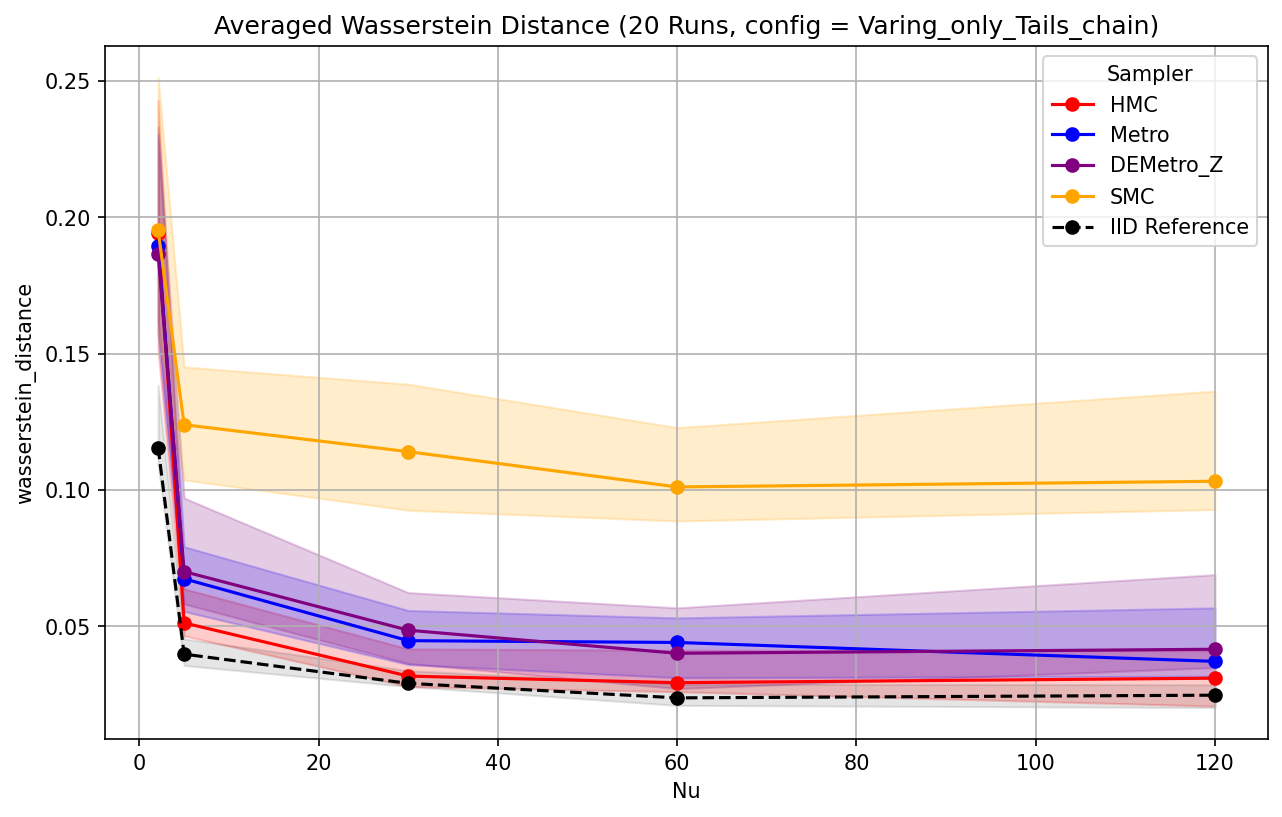 Averaged Wasserstein Distance (20 Runs, config = Varing_only_Tails_chain)
Sampler
HMC
Metro
DEMetro_Z
SMC
IID Reference
wasserstein_distance
0.25
0.20
0.15
0.10
0.05
0 20 40 60 80 100 120
Nu